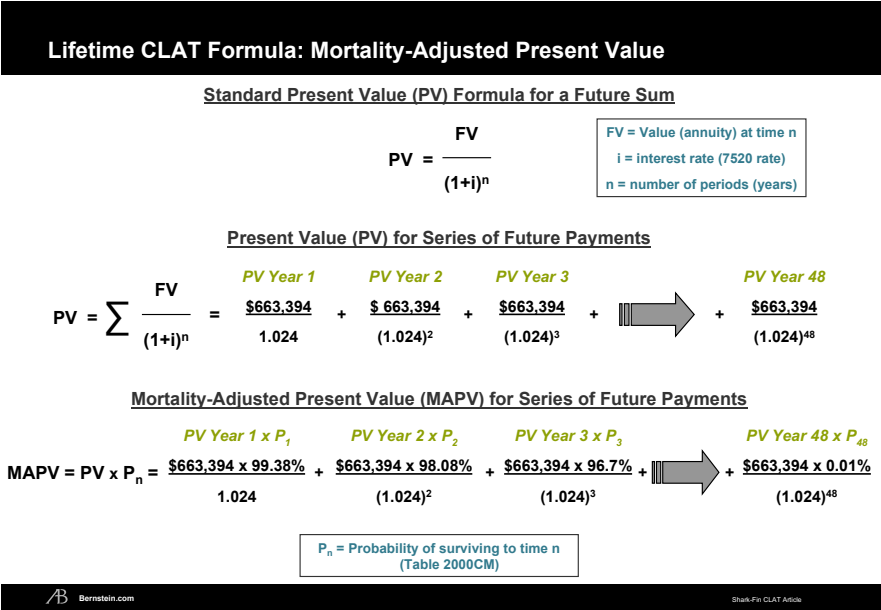 Lifetime CLAT Formula: Mortality-Adjusted Present Value
Standard Present Value (PV) Formula for a Future Sum
PV = FV / (1+i)ⁿ
FV = Value (annuity) at time n
i = interest rate (7520 rate)
n = number of periods (years)
Present Value (PV) for Series of Future Payments
PV Year 1 PV Year 2 PV Year 3 PV Year 48
PV = ∑ FV / (1+i)ⁿ = $663,394 / 1.024 + $ 663,394 / (1.024)² + $663,394 / (1.024)³ + + $663,394 / (1.024)⁴⁸
Mortality-Adjusted Present Value (MAPV) for Series of Future Payments
PV Year 1 x P₁ PV Year 2 x P₂ PV Year 3 x P₃ PV Year 48 x P₄₈
MAPV = PV x Pₙ = $663,394 x 99.38% / 1.024 + $663,394 x 98.08% / (1.024)² + $663,394 x 96.7% / (1.024)³ + + $663,394 x 0.01% / (1.024)⁴⁸
Pₙ = Probability of surviving to time n
(Table 2000CM)
AB Bernstein.com Shark-Fin CLAT Article